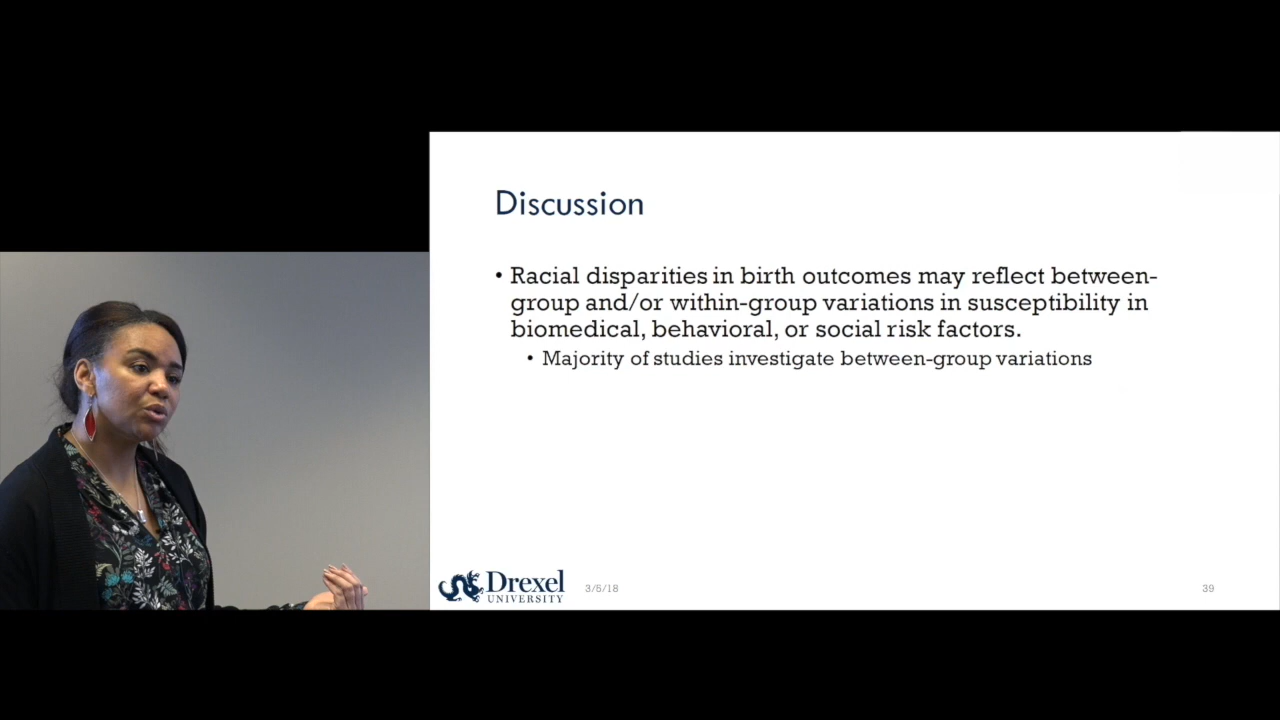 Discussion
• Racial disparities in birth outcomes may reflect between-
group and/or within-group variations in susceptibility in
biomedical, behavioral, or social risk factors.
• Majority of studies investigate between-group variations
Drexel
UNIVERSITY
3/5/18
39